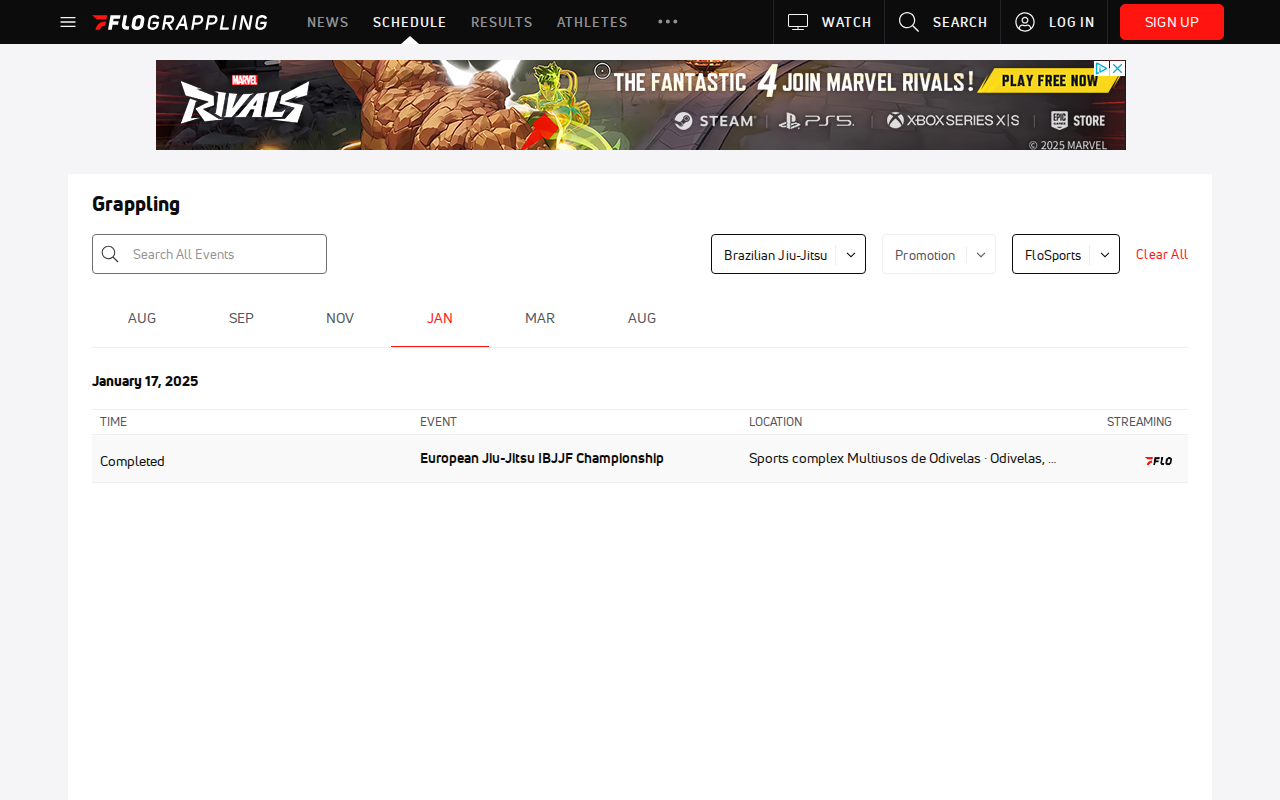 FLOGRAPPLING NEWS SCHEDULE RESULTS ATHLETES WATCH SEARCH LOG IN SIGN UP
MARVEL RIVALS THE FANTASTIC 4 JOIN MARVEL RIVALS! PLAY FREE NOW
STEAM PS5 XBOX SERIES X|S EPIC GAMES STORE
© 2025 MARVEL
Grappling
Search All Events Brazilian Jiu-Jitsu Promotion FloSports Clear All
AUG SEP NOV JAN MAR AUG
January 17, 2025
TIME EVENT LOCATION STREAMING
Completed European Jiu-Jitsu IBJJF Championship Sports complex Multiusos de Odivelas · Odivelas, ... FLO